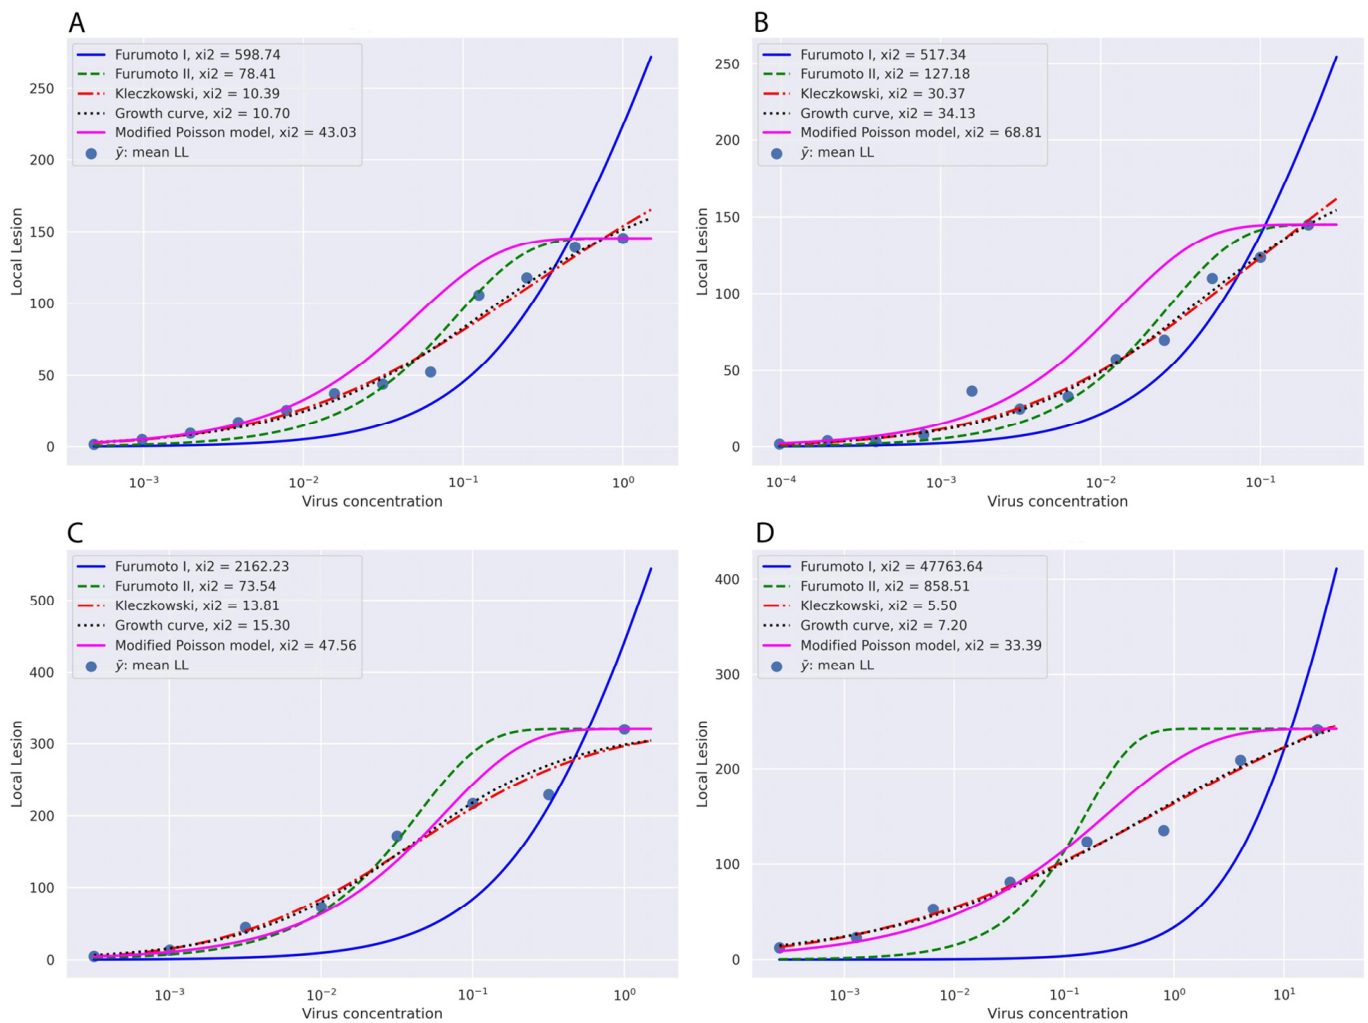 A
Furumoto I, xi2 = 598.74
Furumoto II, xi2 = 78.41
Kleczkowski, xi2 = 10.39
Growth curve, xi2 = 10.70
Modified Poisson model, xi2 = 43.03
ȳ: mean LL
Local Lesion
250
200
150
100
50
0
10⁻³
10⁻²
10⁻¹
10⁰
Virus concentration
B
Furumoto I, xi2 = 517.34
Furumoto II, xi2 = 127.18
Kleczkowski, xi2 = 30.37
Growth curve, xi2 = 34.13
Modified Poisson model, xi2 = 68.81
ȳ: mean LL
Local Lesion
250
200
150
100
50
0
10⁻⁴
10⁻³
10⁻²
10⁻¹
Virus concentration
C
Furumoto I, xi2 = 2162.23
Furumoto II, xi2 = 73.54
Kleczkowski, xi2 = 13.81
Growth curve, xi2 = 15.30
Modified Poisson model, xi2 = 47.56
ȳ: mean LL
Local Lesion
500
400
300
200
100
0
10⁻³
10⁻²
10⁻¹
10⁰
Virus concentration
D
Furumoto I, xi2 = 47763.64
Furumoto II, xi2 = 858.51
Kleczkowski, xi2 = 5.50
Growth curve, xi2 = 7.20
Modified Poisson model, xi2 = 33.39
ȳ: mean LL
Local Lesion
400
300
200
100
0
10⁻³
10⁻²
10⁻¹
10⁰
10¹
Virus concentration